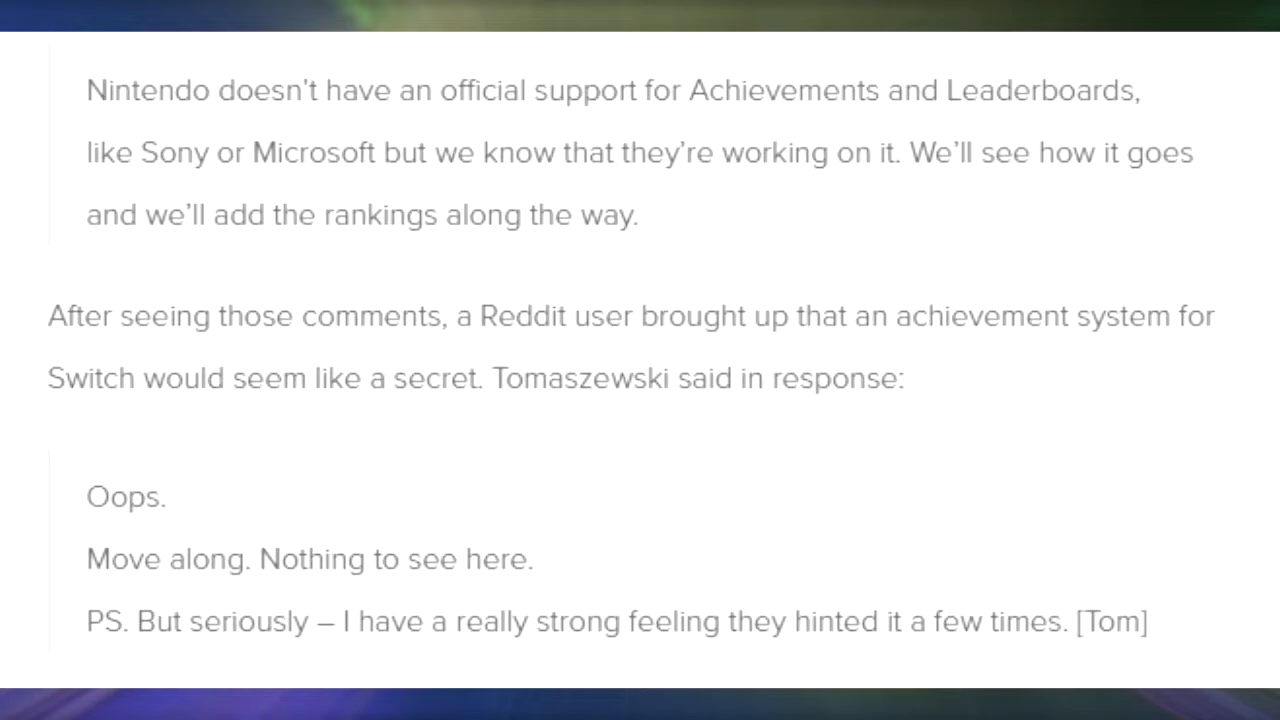 Nintendo doesn't have an official support for Achievements and Leaderboards,
like Sony or Microsoft but we know that they're working on it. We'll see how it goes
and we'll add the rankings along the way.
After seeing those comments, a Reddit user brought up that an achievement system for
Switch would seem like a secret. Tomaszewski said in response:
Oops.
Move along. Nothing to see here.
PS. But seriously – I have a really strong feeling they hinted it a few times. [Tom]